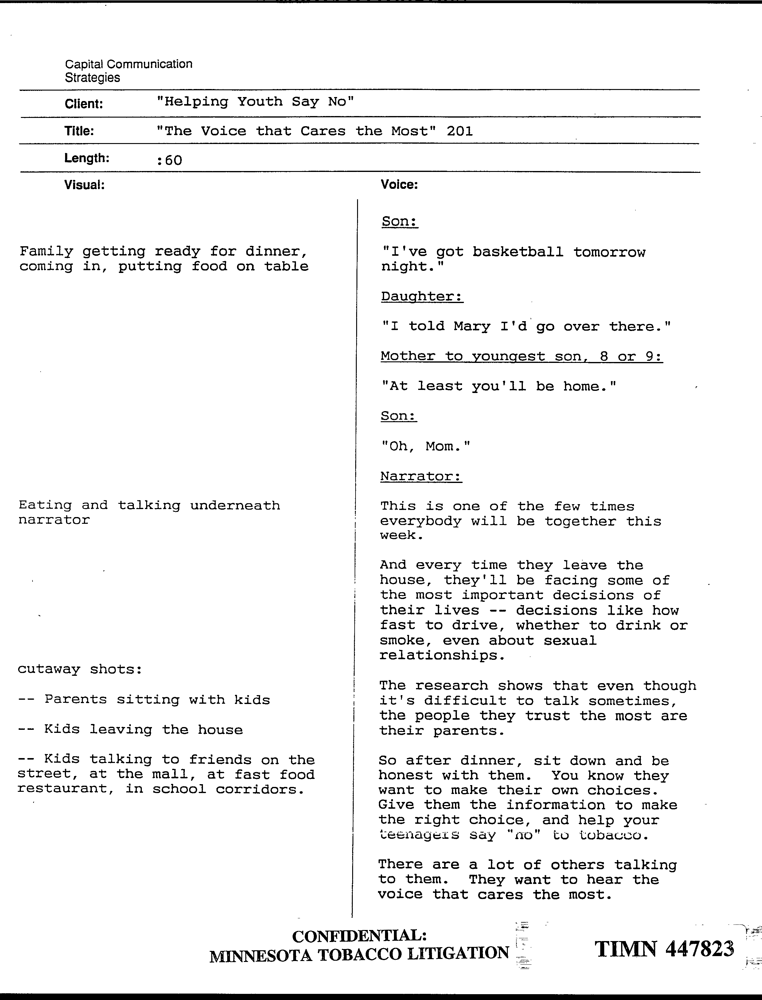 Capital Communication
Strategies
Client: "Helping Youth Say No"
Title: "The Voice that Cares the Most" 201
Length: :60
Visual:
Family getting ready for dinner,
coming in, putting food on table
Eating and talking underneath
narrator
cutaway shots:
-- Parents sitting with kids
-- Kids leaving the house
-- Kids talking to friends on the
street, at the mall, at fast food
restaurant, in school corridors.
Voice:
Son:
"I've got basketball tomorrow
night."
Daughter:
"I told Mary I'd go over there."
Mother to youngest son, 8 or 9:
"At least you'll be home."
Son:
"Oh, Mom."
Narrator:
This is one of the few times
everybody will be together this
week.
And every time they leave the
house, they'll be facing some of
the most important decisions of
their lives -- decisions like how
fast to drive, whether to drink or
smoke, even about sexual
relationships.
The research shows that even though
it's difficult to talk sometimes,
the people they trust the most are
their parents.
So after dinner, sit down and be
honest with them. You know they
want to make their own choices.
Give them the information to make
the right choice, and help your
teenagers say "no" to tobacco.
There are a lot of others talking
to them. They want to hear the
voice that cares the most.
CONFIDENTIAL:
MINNESOTA TOBACCO LITIGATION
TIMN 447823